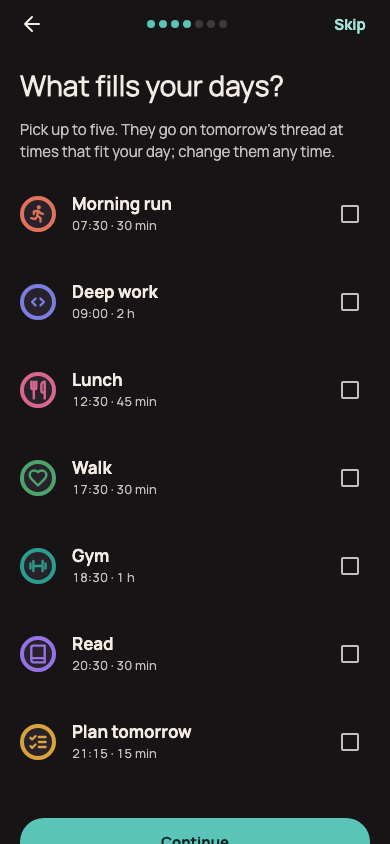 Skip
What fills your days?
Pick up to five. They go on tomorrow's thread at
times that fit your day; change them any time.
Morning run
07:30 · 30 min
Deep work
09:00 · 2 h
Lunch
12:30 · 45 min
Walk
17:30 · 30 min
Gym
18:30 · 1 h
Read
20:30 · 30 min
Plan tomorrow
21:15 · 15 min
Continue